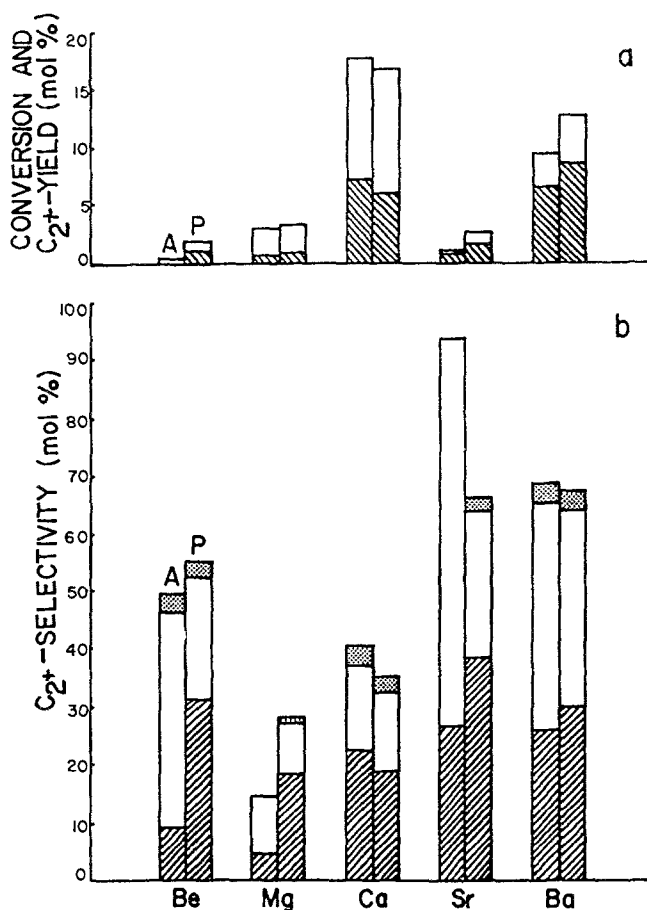 CONVERSION AND
C2+-YIELD (mol %)
20
15
10
5
0
a
A
P
C2+-SELECTIVITY (mol %)
100
90
80
70
60
50
40
30
20
10
0
b
A
P
Be
Mg
Ca
Sr
Ba